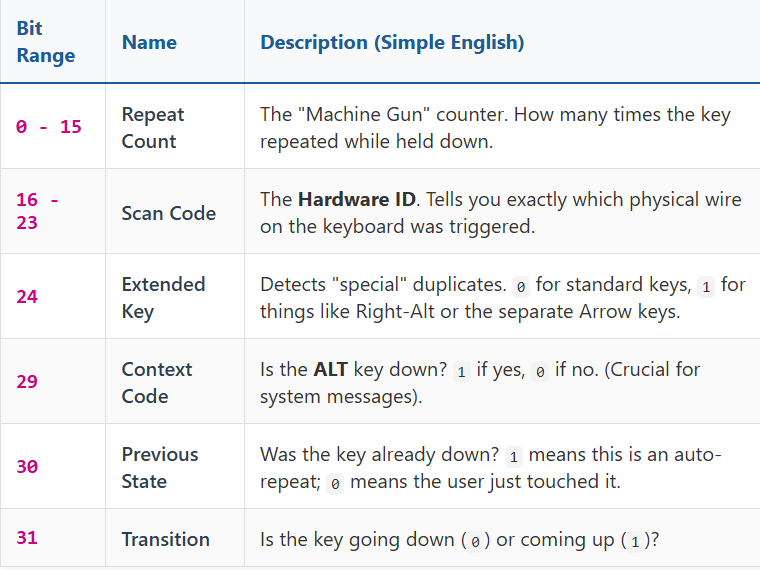 Bit
Range
Name
Description (Simple English)
0 - 15
Repeat
Count
The "Machine Gun" counter. How many times the key
repeated while held down.
16 -
23
Scan Code
The Hardware ID. Tells you exactly which physical wire
on the keyboard was triggered.
24
Extended
Key
Detects "special" duplicates. 0 for standard keys, 1 for
things like Right-Alt or the separate Arrow keys.
29
Context
Code
Is the ALT key down? 1 if yes, 0 if no. (Crucial for
system messages).
30
Previous
State
Was the key already down? 1 means this is an auto-
repeat; 0 means the user just touched it.
31
Transition
Is the key going down (0) or coming up (1)?